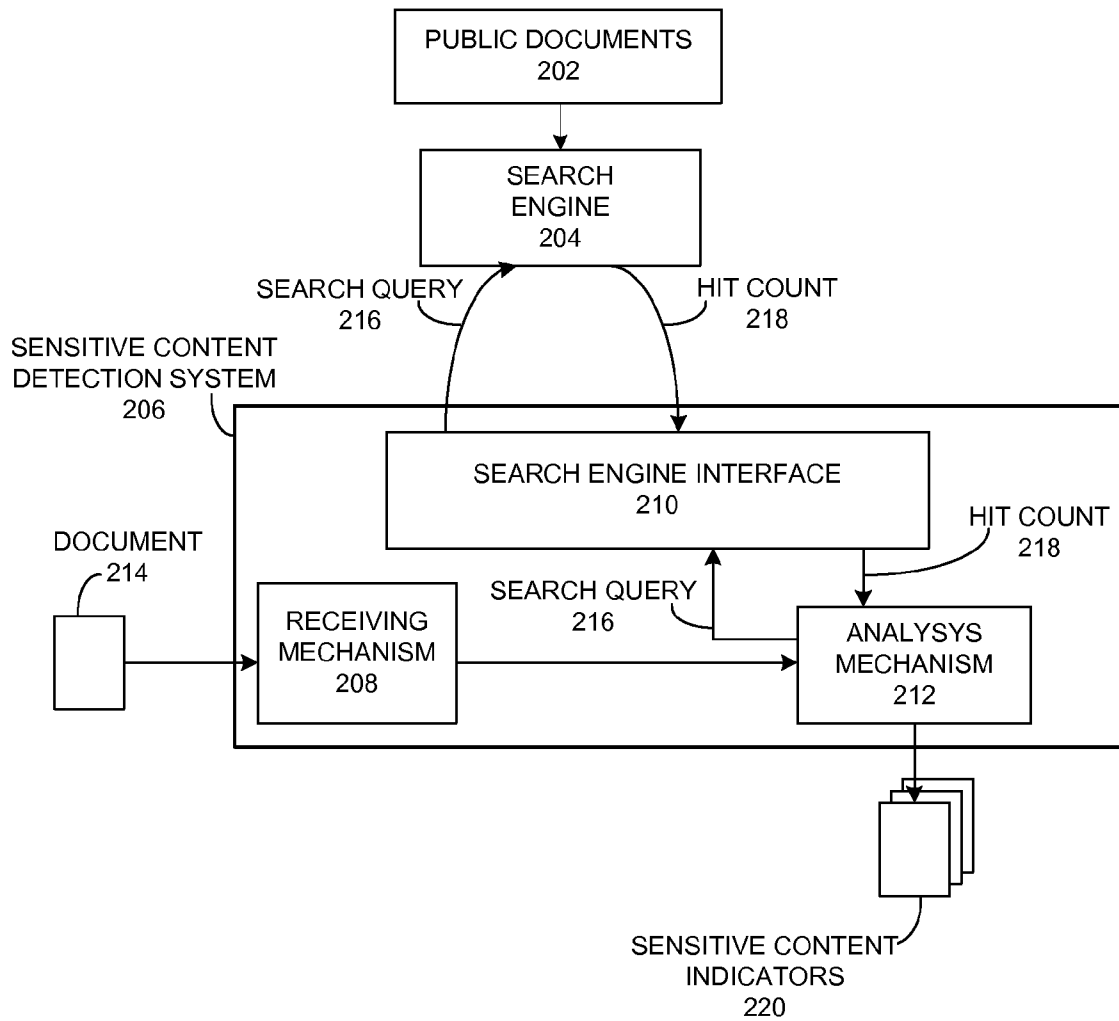 PUBLIC DOCUMENTS
202
SEARCH
ENGINE
204
SEARCH QUERY
216
HIT COUNT
218
SENSITIVE CONTENT
DETECTION SYSTEM
206
SEARCH ENGINE INTERFACE
210
HIT COUNT
218
DOCUMENT
214
SEARCH QUERY
216
RECEIVING
MECHANISM
208
ANALYSYS
MECHANISM
212
SENSITIVE CONTENT
INDICATORS
220